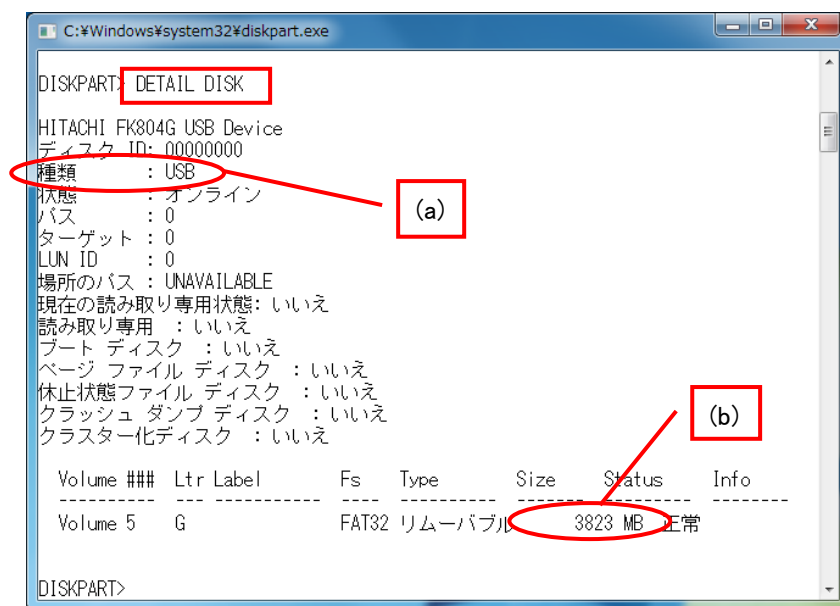 C:¥Windows¥system32¥diskpart.exe
DISKPART> DETAIL DISK
HITACHI FK804G USB Device
ディスク ID: 00000000
種類 : USB
(a)
状態 : オンライン
パス : 0
ターゲット : 0
LUN ID : 0
場所のパス : UNAVAILABLE
現在の読み取り専用状態: いいえ
読み取り専用 : いいえ
ブート ディスク : いいえ
ページ ファイル ディスク : いいえ
休止状態ファイル ディスク : いいえ
クラッシュ ダンプ ディスク : いいえ
(b)
クラスター化ディスク : いいえ
Volume ### Ltr Label Fs Type Size Status Info
---------- --- ----------- ---- ---------- ------- --------- --------
Volume 5 G FAT32 リムーバブル 3823 MB 正常
DISKPART>